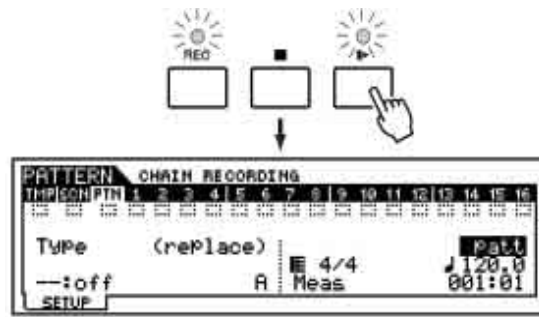 REC
PATTERN CHAIN RECORDING
TMP SCN PTN 1 2 3 4 5 6 7 8 9 10 11 12 13 14 15 16
Type (replace) Patt
4/4 ♩120.0
--:off A Meas 001:01
SETUP